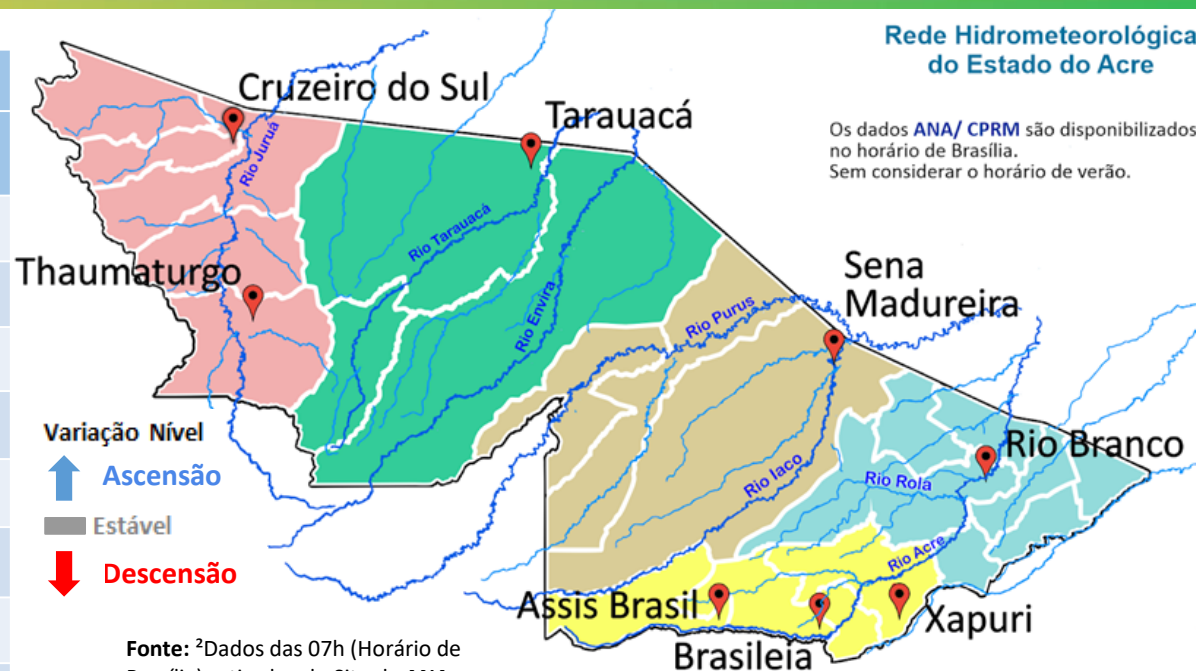 Rede Hidrometeorológica
do Estado do Acre
Os dados ANA/ CPRM são disponibilizados
no horário de Brasília.
Sem considerar o horário de verão.
Cruzeiro do Sul
Tarauacá
Rio Juruá
Rio Tarauacá
Thaumaturgo
Rio Envira
Sena
Madureira
Rio Purus
Variação Nível
Ascensão
Estável
Descensão
Rio Branco
Rio Iaco
Rio Rola
Rio Acre
Assis Brasil
Xapuri
Brasileia
Fonte: ²Dados das 07h (Horário de